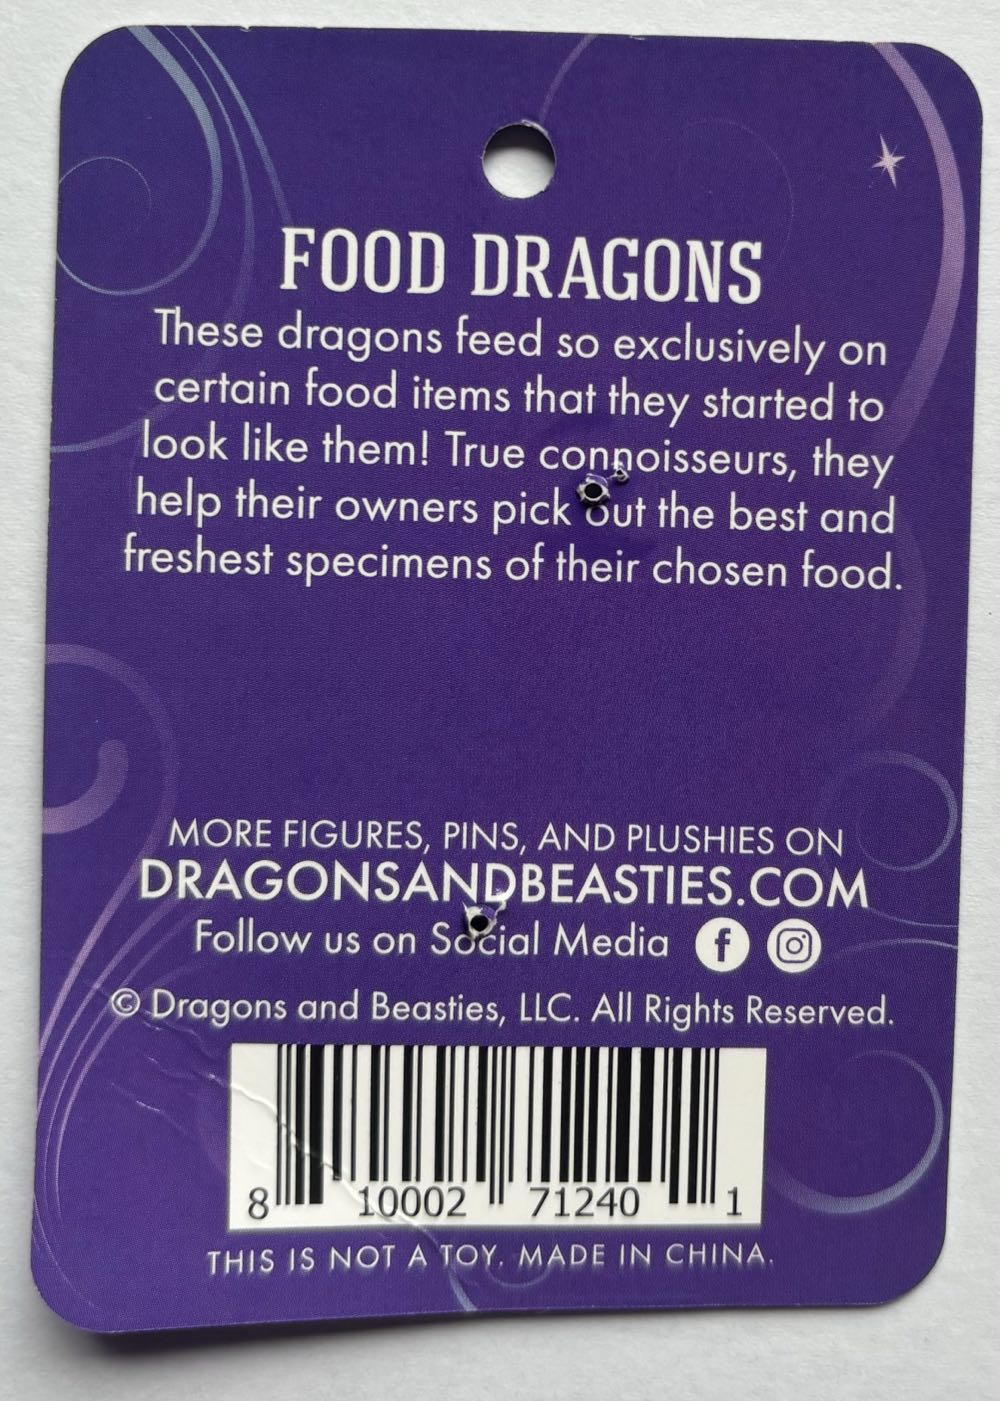 FOOD DRAGONS
These dragons feed so exclusively on
certain food items that they started to
look like them! True connoisseurs, they
help their owners pick out the best and
freshest specimens of their chosen food.
MORE FIGURES, PINS, AND PLUSHIES ON
DRAGONSANDBEASTIES.COM
Follow us on Social Media
© Dragons and Beasties, LLC. All Rights Reserved.
8 10002 71240 1
THIS IS NOT A TOY. MADE IN CHINA.